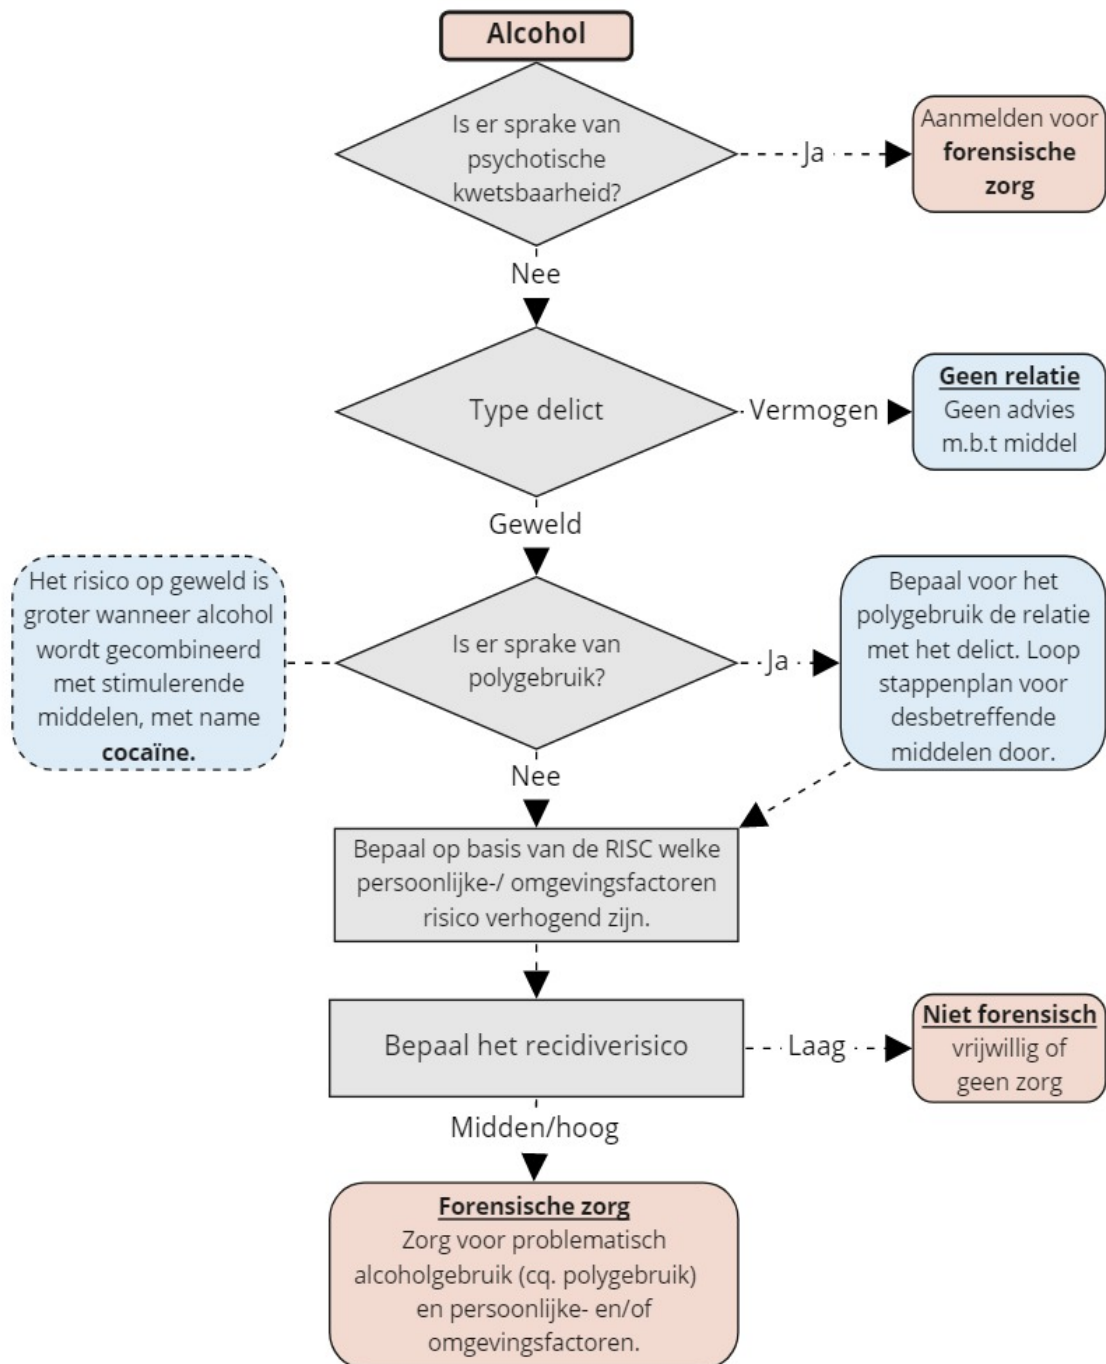 Alcohol
Is er sprake van
psychotische
kwetsbaarheid?
Ja
Aanmelden voor
forensische
zorg
Nee
Type delict
Vermogen
Geen relatie
Geen advies
m.b.t middel
Geweld
Het risico op geweld is
groter wanneer alcohol
wordt gecombineerd
met stimulerende
middelen, met name
cocaïne.
Is er sprake van
polygebruik?
Ja
Bepaal voor het
polygebruik de relatie
met het delict. Loop
stappenplan voor
desbetreffende
middelen door.
Nee
Bepaal op basis van de RISC welke
persoonlijke-/ omgevingsfactoren
risico verhogend zijn.
Bepaal het recidiverisico
Laag
Niet forensisch
vrijwillig of
geen zorg
Midden/hoog
Forensische zorg
Zorg voor problematisch
alcoholgebruik (cq. polygebruik)
en persoonlijke- en/of
omgevingsfactoren.